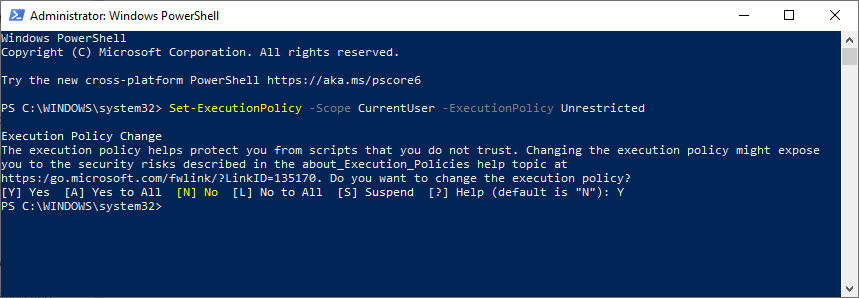 Administrator: Windows PowerShell
Windows PowerShell
Copyright (C) Microsoft Corporation. All rights reserved.
Try the new cross-platform PowerShell https://aka.ms/pscore6
PS C:\WINDOWS\system32> Set-ExecutionPolicy -Scope CurrentUser -ExecutionPolicy Unrestricted
Execution Policy Change
The execution policy helps protect you from scripts that you do not trust. Changing the execution policy might expose
you to the security risks described in the about_Execution_Policies help topic at
https:/go.microsoft.com/fwlink/?LinkID=135170. Do you want to change the execution policy?
[Y] Yes  [A] Yes to All  [N] No  [L] No to All  [S] Suspend  [?] Help (default is "N"): Y
PS C:\WINDOWS\system32>